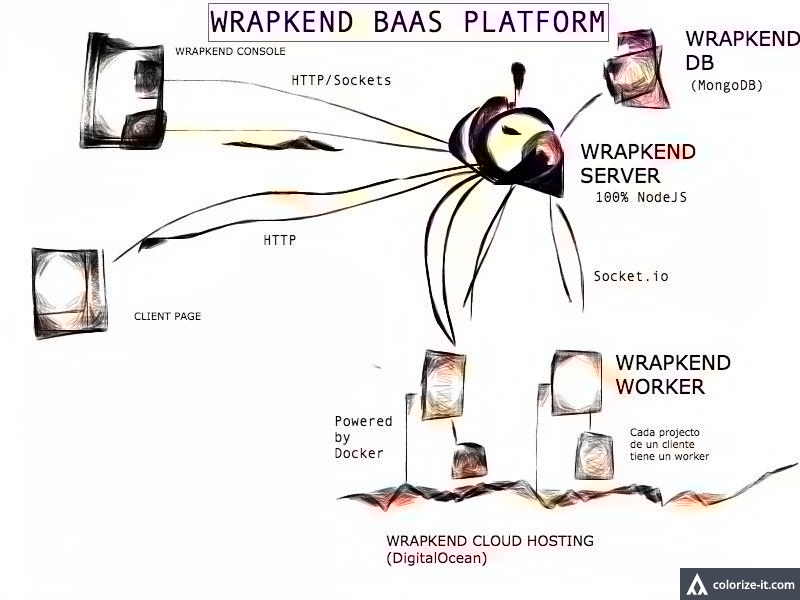 WRAPKEND BAAS PLATFORM
WRAPKEND CONSOLE
HTTP/Sockets
WRAPKEND
DB
(MongoDB)
WRAPKEND
SERVER
100% NodeJS
HTTP
Socket.io
CLIENT PAGE
WRAPKEND
WORKER
Powered
by
Docker
Cada projecto
de un cliente
tiene un worker
WRAPKEND CLOUD HOSTING
(DigitalOcean)
colorize-it.com